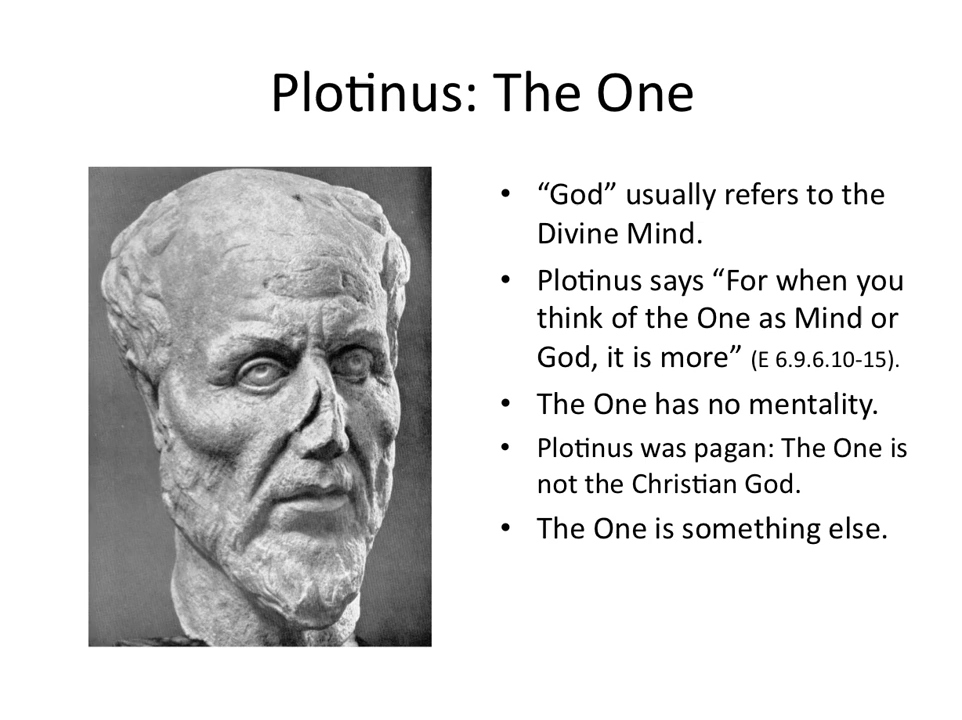 Plotinus: The One
• “God” usually refers to the
Divine Mind.
• Plotinus says “For when you
think of the One as Mind or
God, it is more” (E 6.9.6.10-15).
• The One has no mentality.
• Plotinus was pagan: The One is
not the Christian God.
• The One is something else.